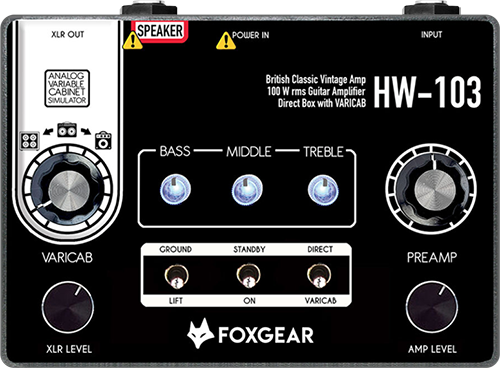 XLR OUT
SPEAKER
POWER IN
INPUT
ANALOG
VARIABLE
CABINET
SIMULATOR
British Classic Vintage Amp
100 W rms Guitar Amplifier
Direct Box with VARICAB
HW-103
BASS
MIDDLE
TREBLE
VARICAB
PREAMP
GROUND
STANDBY
DIRECT
LIFT
ON
VARICAB
XLR LEVEL
FOXGEAR
AMP LEVEL